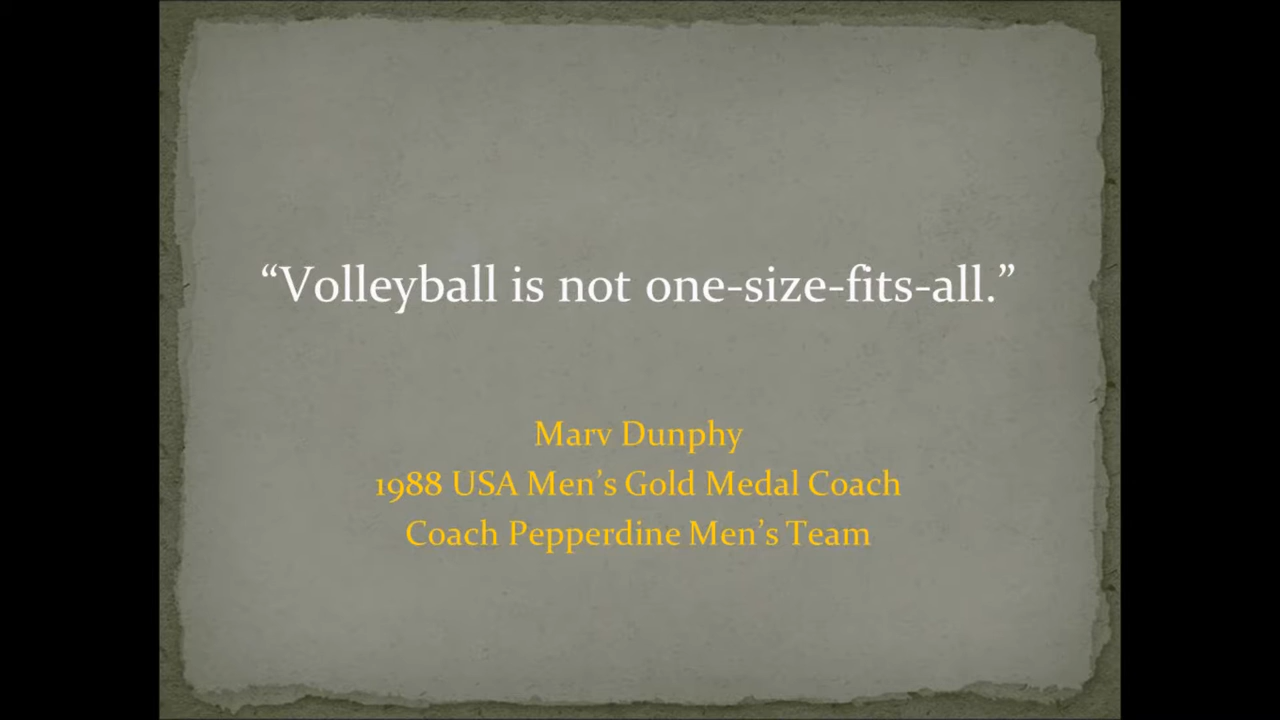 “Volleyball is not one-size-fits-all.”
Marv Dunphy
1988 USA Men’s Gold Medal Coach
Coach Pepperdine Men’s Team